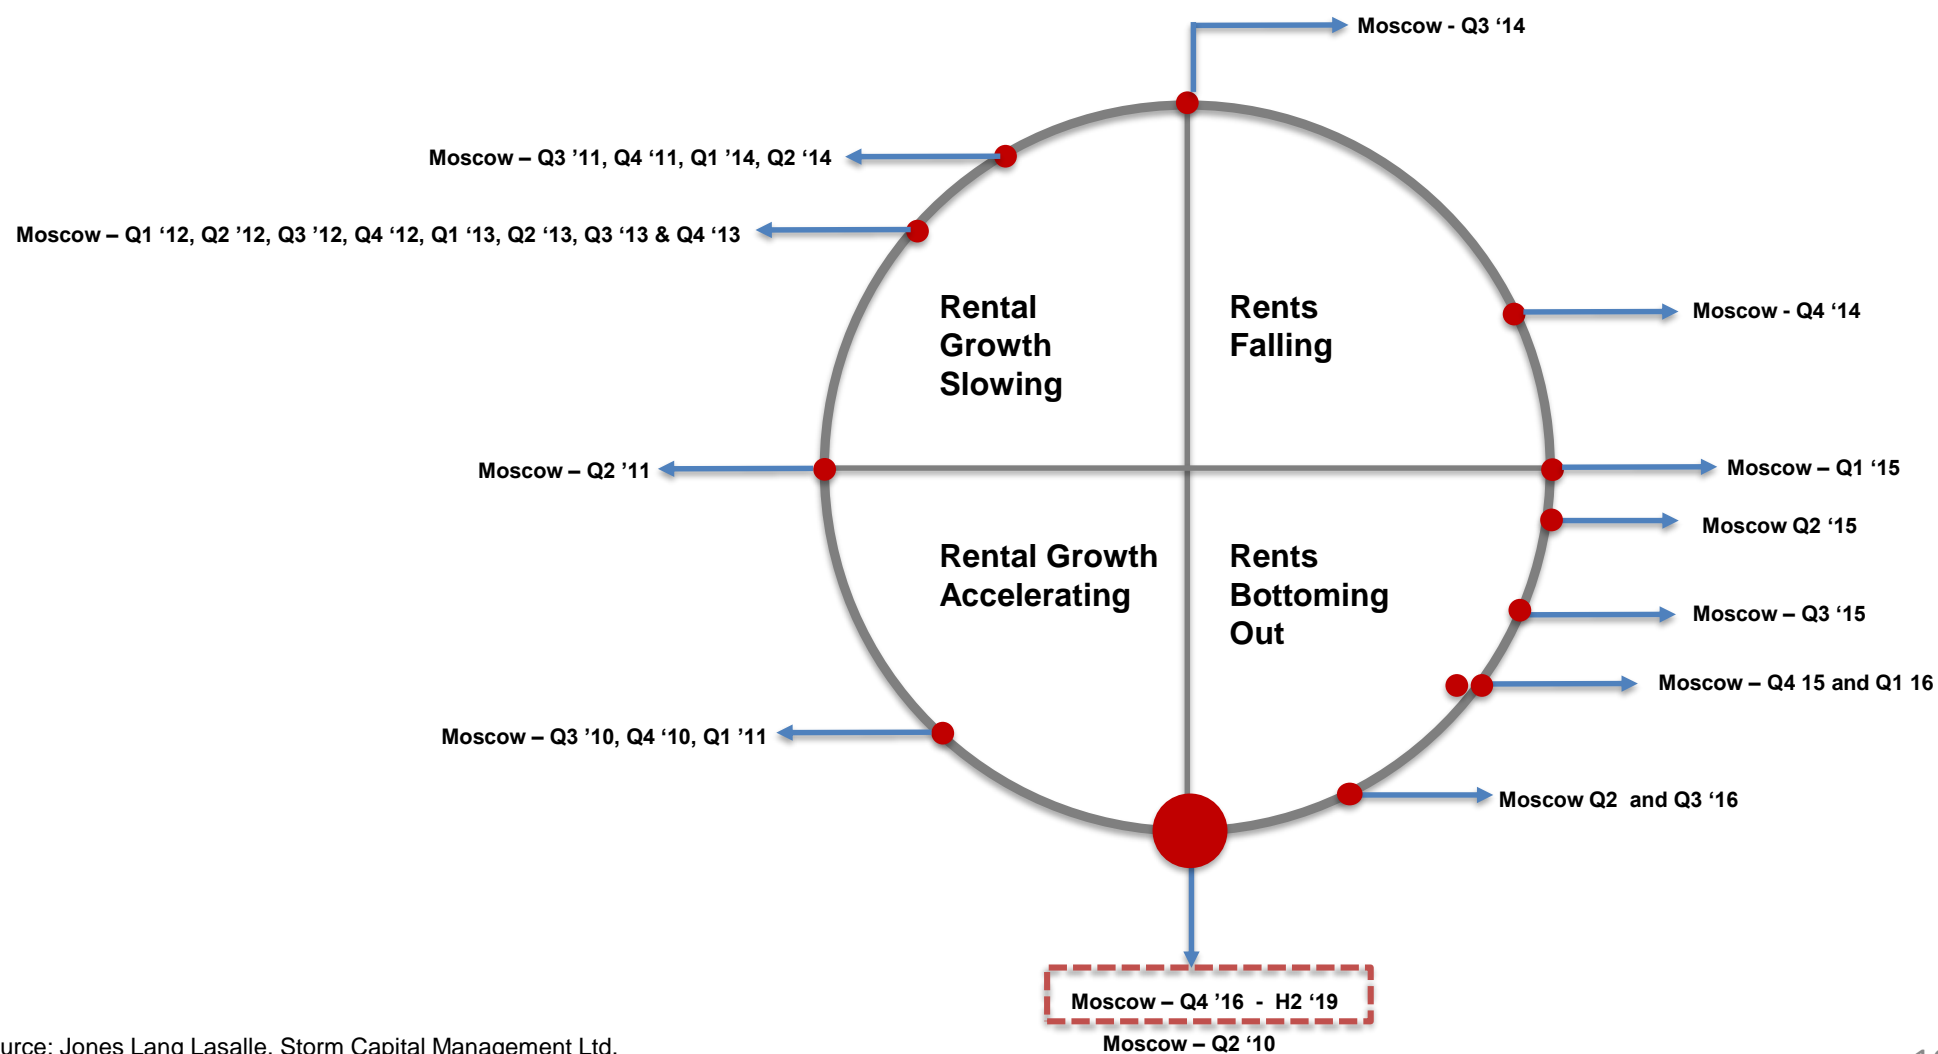 Moscow - Q3 ‘14
Moscow – Q3 ’11, Q4 ‘11, Q1 ’14, Q2 ‘14
Moscow – Q1 ‘12, Q2 ’12, Q3 ’12, Q4 ‘12, Q1 ‘13, Q2 ‘13, Q3 ‘13 & Q4 ‘13
Rental
Growth
Slowing
Rents
Falling
Moscow - Q4 ‘14
Moscow – Q2 ’11
Moscow – Q1 ‘15
Moscow Q2 ‘15
Rental Growth
Accelerating
Rents
Bottoming
Out
Moscow – Q3 ‘15
Moscow – Q4 15 and Q1 16
Moscow – Q3 ’10, Q4 ‘10, Q1 ’11
Moscow Q2 and Q3 ‘16
Moscow – Q4 ’16 - H2 ‘19
Moscow – Q2 ‘10
urce: Jones Lang Lasalle, Storm Capital Management Ltd.